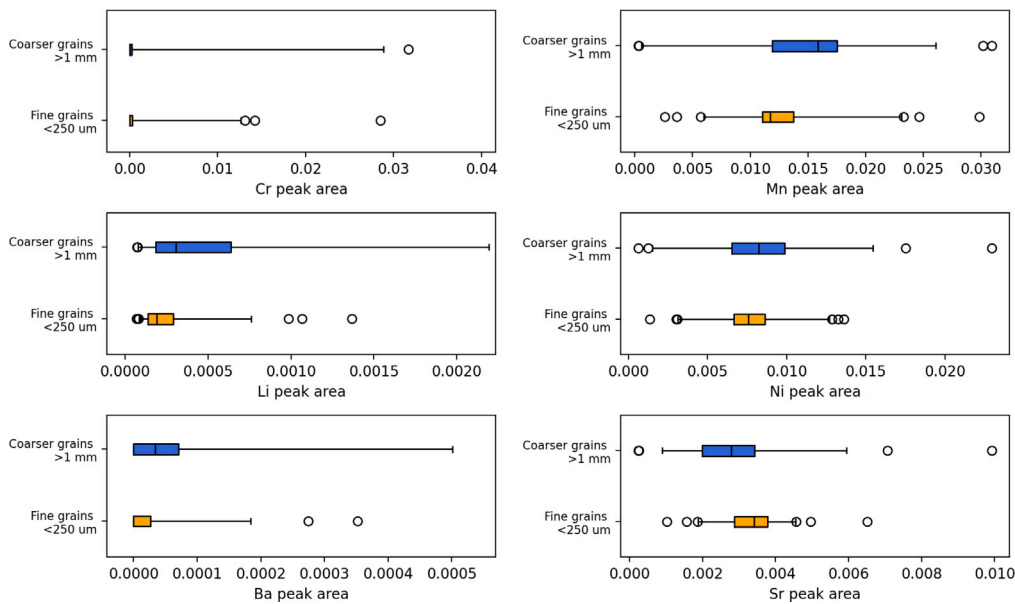 Coarser grains
>1 mm
Fine grains
<250 um
0.00 0.01 0.02 0.03 0.04
Cr peak area
Coarser grains
>1 mm
Fine grains
<250 um
0.000 0.005 0.010 0.015 0.020 0.025 0.030
Mn peak area
Coarser grains
>1 mm
Fine grains
<250 um
0.0000 0.0005 0.0010 0.0015 0.0020
Li peak area
Coarser grains
>1 mm
Fine grains
<250 um
0.000 0.005 0.010 0.015 0.020
Ni peak area
Coarser grains
>1 mm
Fine grains
<250 um
0.0000 0.0001 0.0002 0.0003 0.0004 0.0005
Ba peak area
Coarser grains
>1 mm
Fine grains
<250 um
0.000 0.002 0.004 0.006 0.008 0.010
Sr peak area